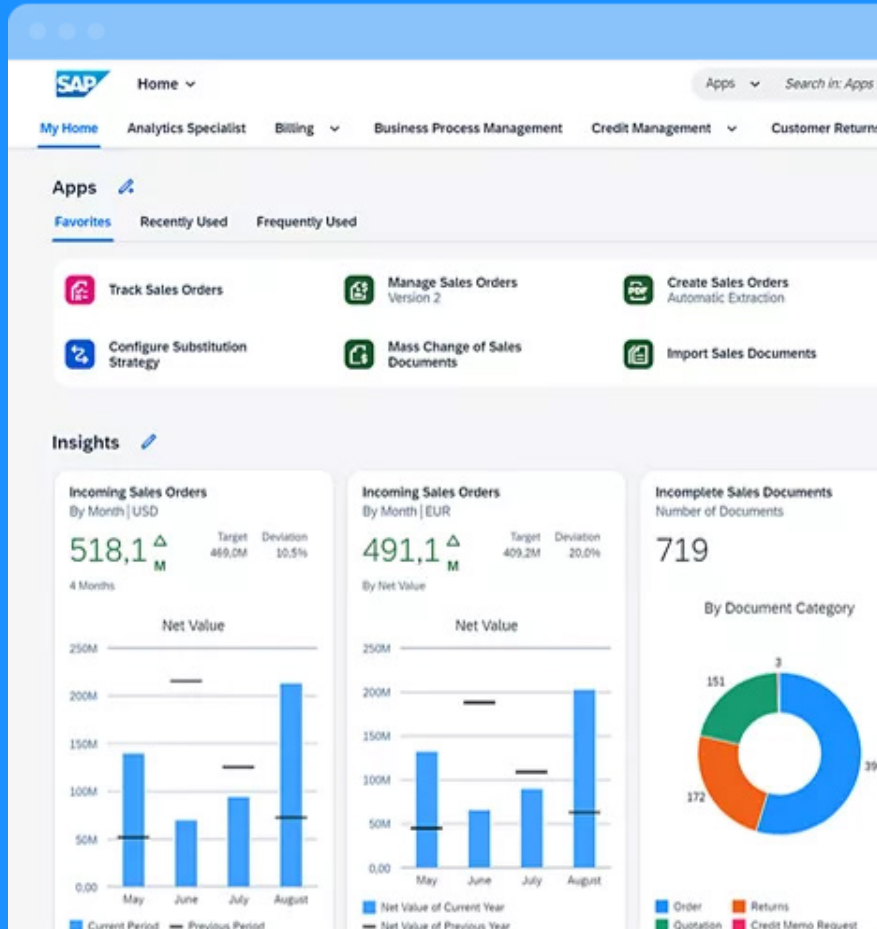 SAP Home Apps Search in: Apps
My Home Analytics Specialist Billing Business Process Management Credit Management Customer Returns
Apps
Favorites Recently Used Frequently Used
Track Sales Orders
Manage Sales Orders
Version 2
Create Sales Orders
Automatic Extraction
Configure Substitution
Strategy
Mass Change of Sales
Documents
PDF
Import Sales Documents
Insights
Incoming Sales Orders
By Month | USD
518,1 M
Target
469,0M
Deviation
10,5%
4 Months
Net Value
250M
200M
150M
100M
50M
0,00
May June July August
Current Period Previous Period
Incoming Sales Orders
By Month | EUR
491,1 M
Target
409,2M
Deviation
20,0%
By Net Value
Net Value
250M
200M
150M
100M
50M
0,00
May June July August
Net Value of Current Year
Net Value of Previous Year
Incomplete Sales Documents
Number of Documents
719
By Document Category
3
151
39
172
Order Returns
Quotation Credit Memo Request